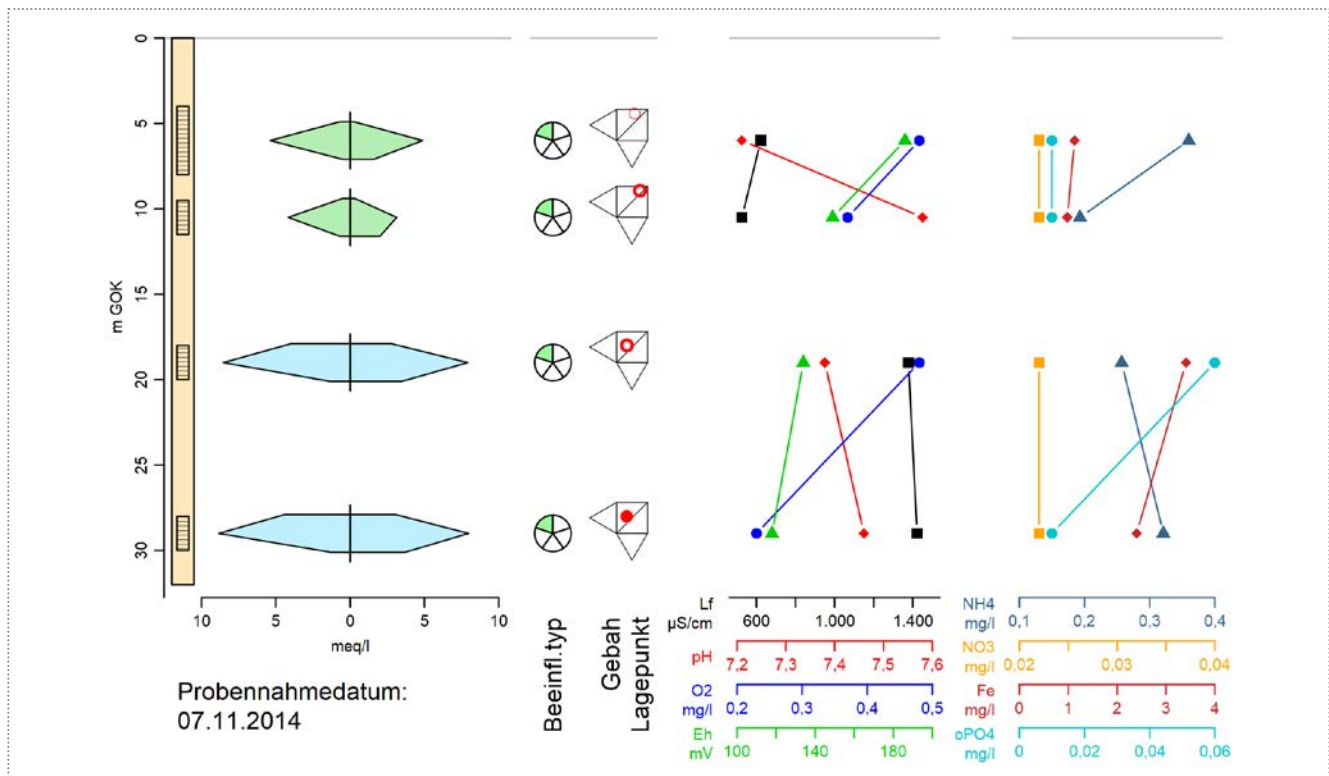 0
5
10
15
20
25
30
m GOK
10 5 0 5 10
meq/l
Probennahmedatum:
07.11.2014
Beeinfl.typ
Gebah
Lagepunkt
Lf
µS/cm
600 1.000 1.400
pH
7,2 7,3 7,4 7,5 7,6
O2
mg/l
0,2 0,3 0,4 0,5
Eh
mV
100 140 180
NH4
mg/l
0,1 0,2 0,3 0,4
NO3
mg/l
0.02 0,03 0,04
Fe
mg/l
0 1 2 3 4
oPO4
mg/l
0 0,02 0,04 0,06